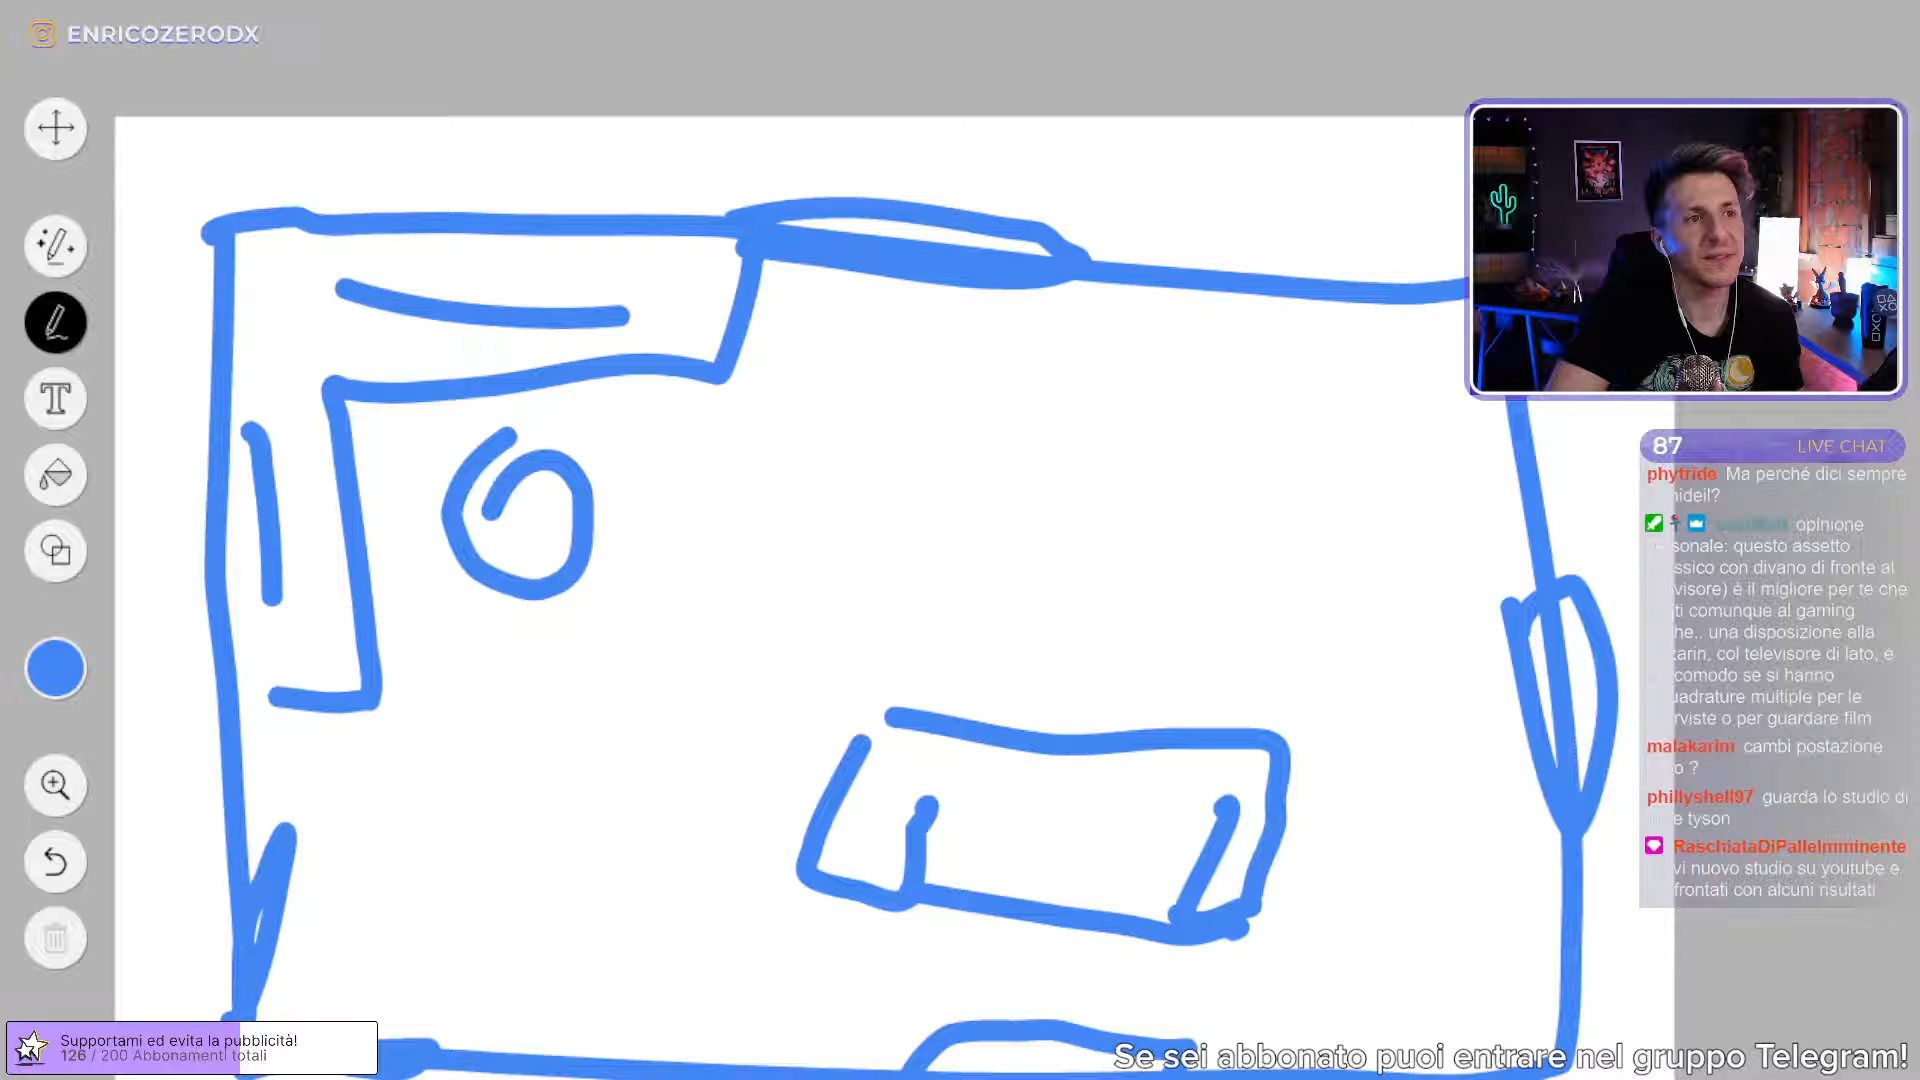 ENRICOZERODX
87 LIVE CHAT
phytride Ma perché dici sempre
nideil?
opinione
sonale: questo assetto
ssico con divano di fronte al
visore) è il migliore per te che
ti comunque al gaming
he.. una disposizione alla
zarin, col televisore di lato, è
comodo se si hanno
uadrature multiple per le
rviste o per guardare film
malakarim cambi postazione
o ?
phillyshell97 guarda lo studio di
e tyson
RaschiataDiPalleImminente
vi nuovo studio su youtube e
frontati con alcuni risultati
Supportami ed evita la pubblicità!
126 / 200 Abbonamenti totali
Se sei abbonato puoi entrare nel gruppo Telegram!